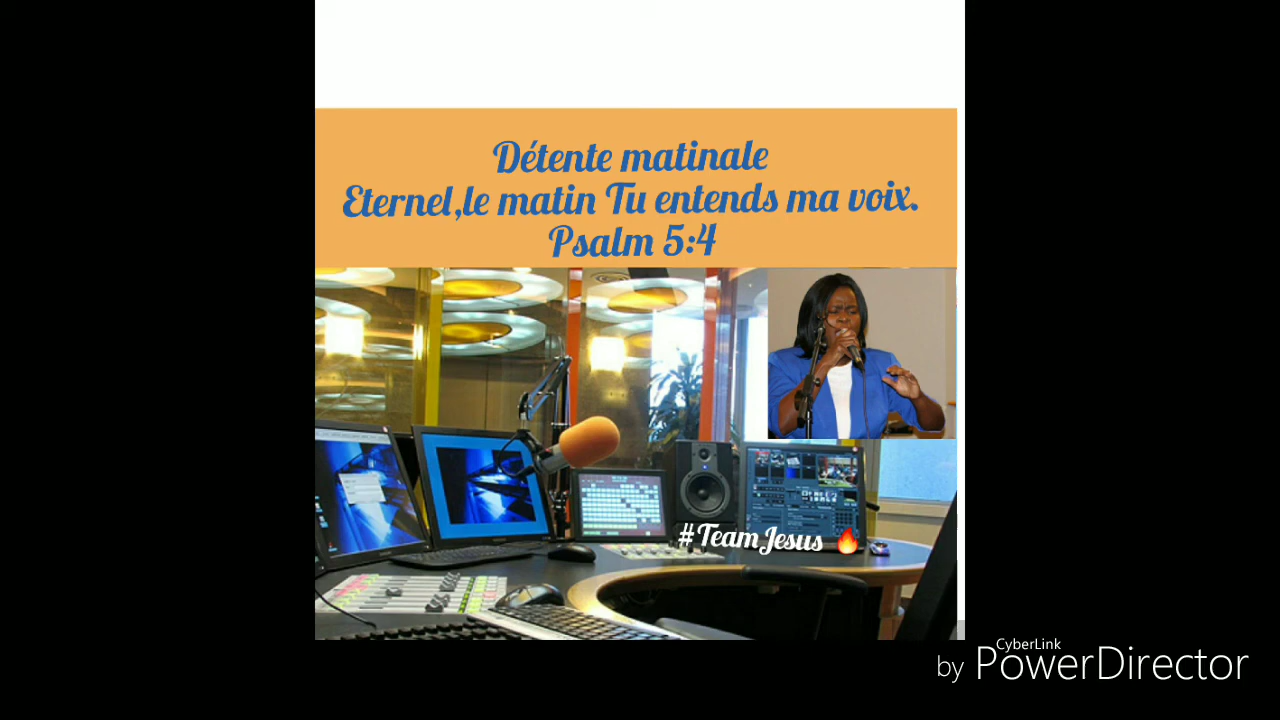 Détente matinale
Eternel,le matin Tu entends ma voix.
Psalm 5:4
#TeamJesus 🔥
CyberLink
by PowerDirector